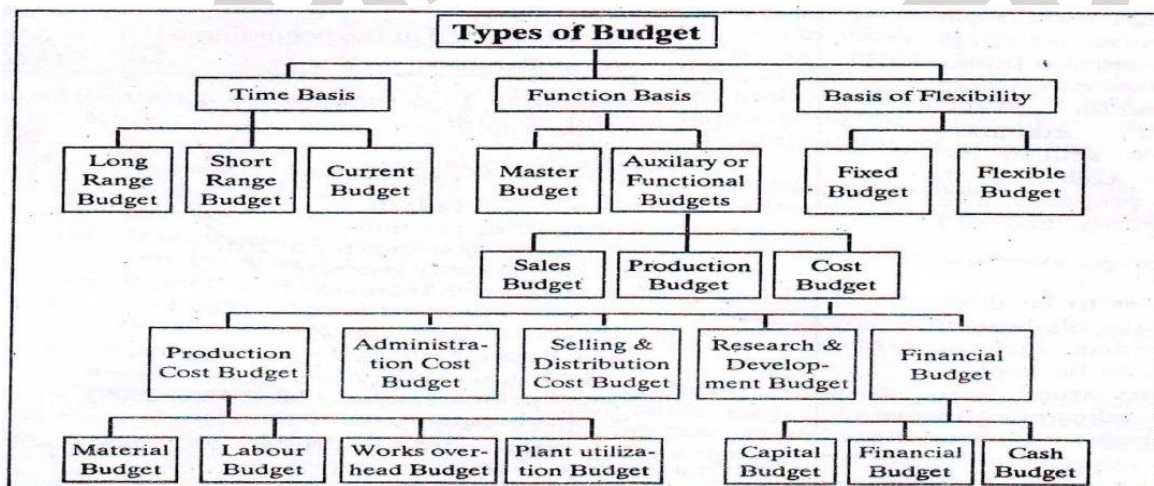 Types of Budget
Time Basis
Function Basis
Basis of Flexibility
Long
Range
Budget
Short
Range
Budget
Current
Budget
Master
Budget
Auxilary or
Functional
Budgets
Fixed
Budget
Flexible
Budget
Sales
Budget
Production
Budget
Cost
Budget
Production
Cost Budget
Administra-
tion Cost
Budget
Selling &
Distribution
Cost Budget
Research &
Develop-
ment Budget
Financial
Budget
Material
Budget
Labour
Budget
Works over-
head Budget
Plant utiliza-
tion Budget
Capital
Budget
Financial
Budget
Cash
Budget